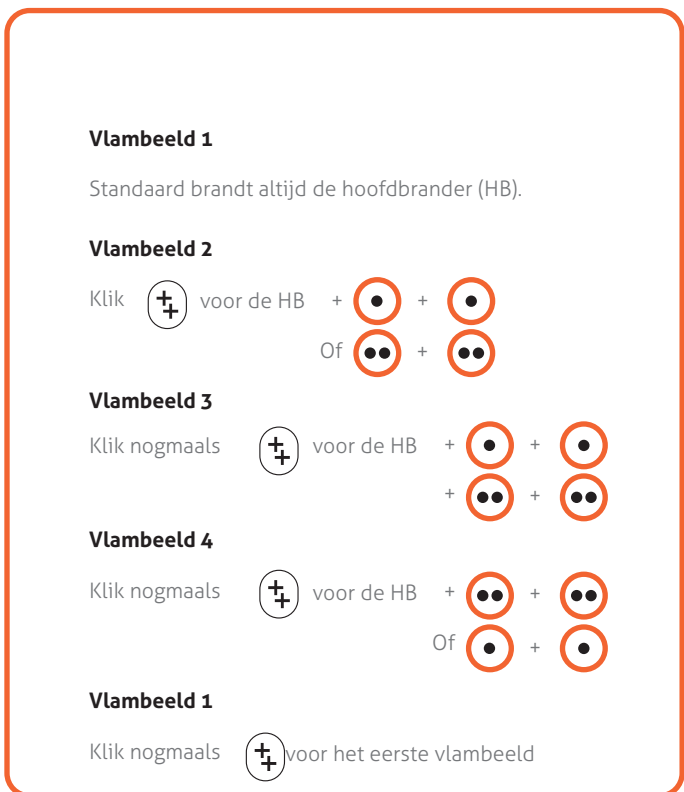 Vlambeeld 1
Standaard brandt altijd de hoofdbrander (HB).
Vlambeeld 2
Klik voor de HB + +
Of +
Vlambeeld 3
Klik nogmaals voor de HB + +
+ +
Vlambeeld 4
Klik nogmaals voor de HB + +
Of +
Vlambeeld 1
Klik nogmaals voor het eerste vlambeeld